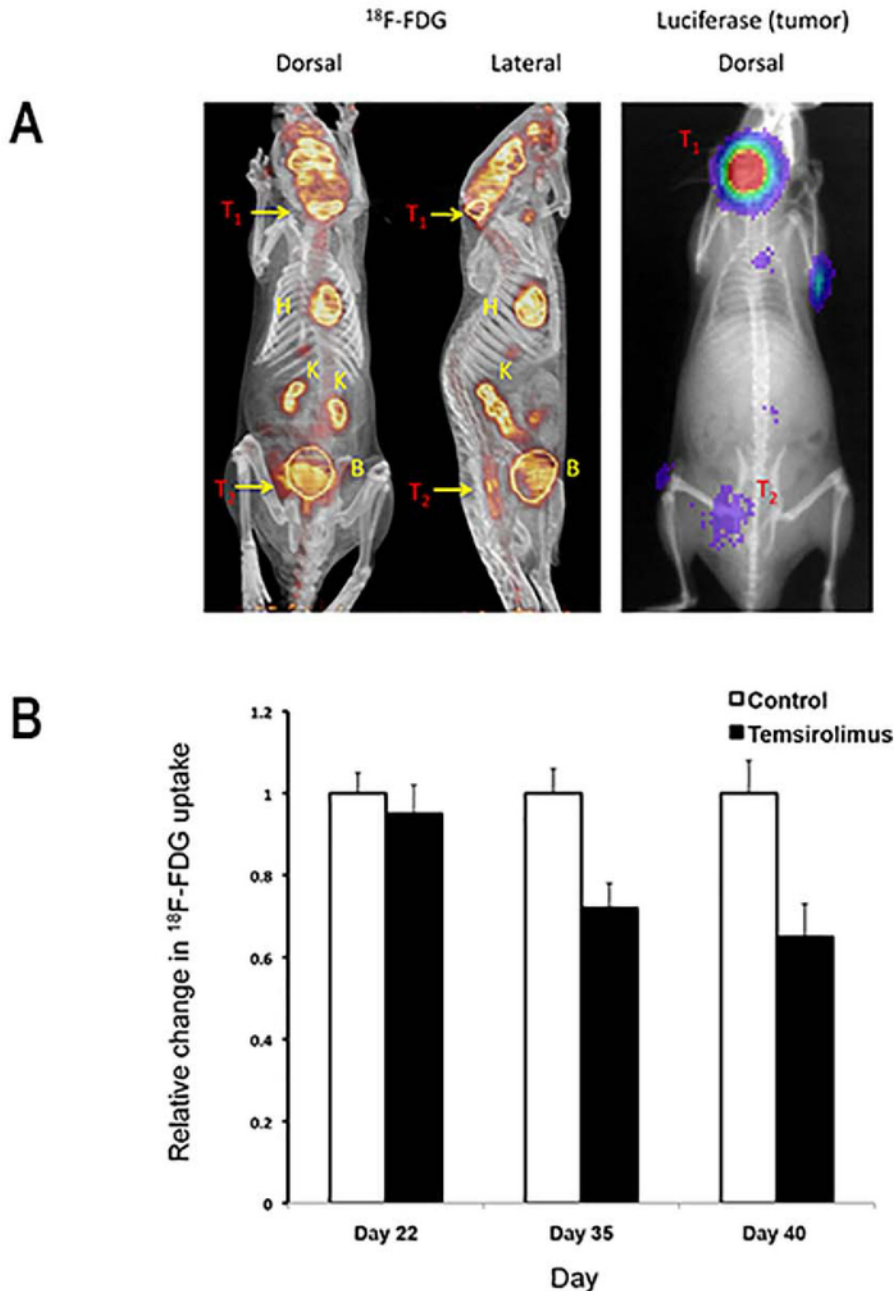 ¹⁸F-FDG
Luciferase (tumor)
Dorsal
Lateral
Dorsal
A
T₁
T₁
T₁
H
H
K
K
K
B
B
T₂
T₂
T₂
B
Control
Temsirolimus
Relative change in ¹⁸F-FDG uptake
1.2
1
0.8
0.6
0.4
0.2
0
Day 22
Day 35
Day 40
Day